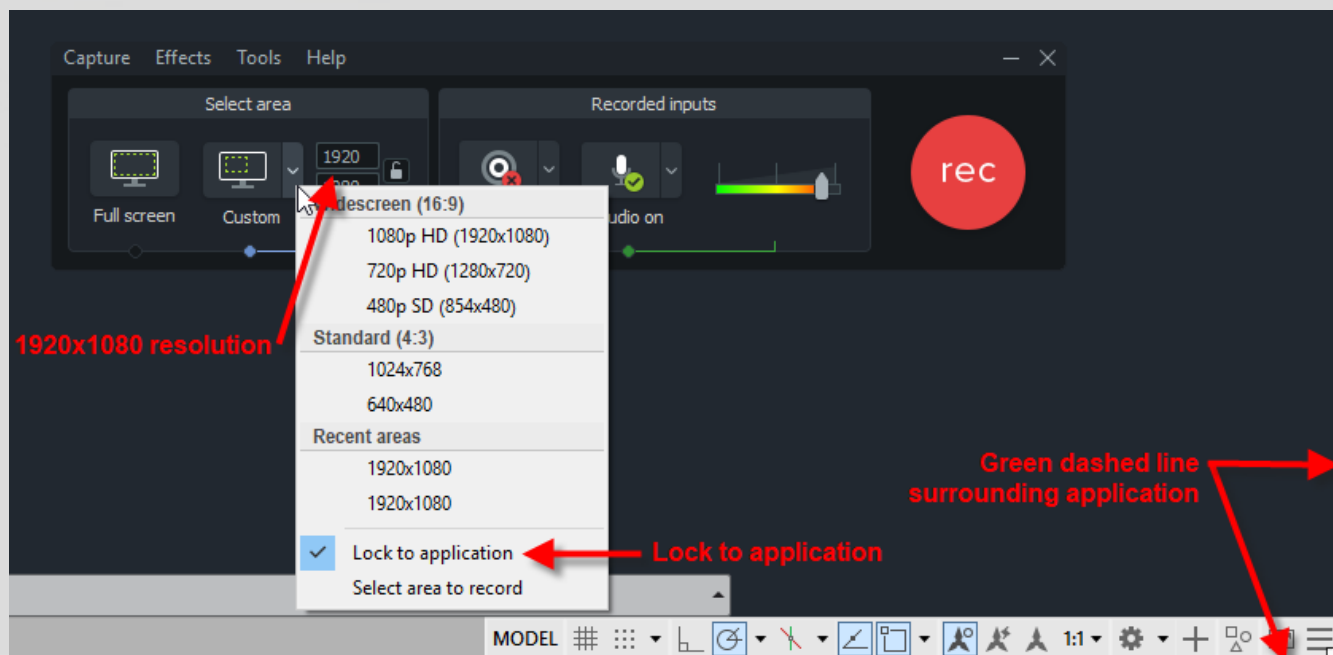 Capture Effects Tools Help
Select area
Recorded inputs
1920
rec
Full screen
Custom
udio on
descreen (16:9)
1080p HD (1920x1080)
720p HD (1280x720)
480p SD (854x480)
1920x1080 resolution
Standard (4:3)
1024x768
640x480
Recent areas
1920x1080
1920x1080
Green dashed line
surrounding application
Lock to application
Lock to application
Select area to record
MODEL
1:1